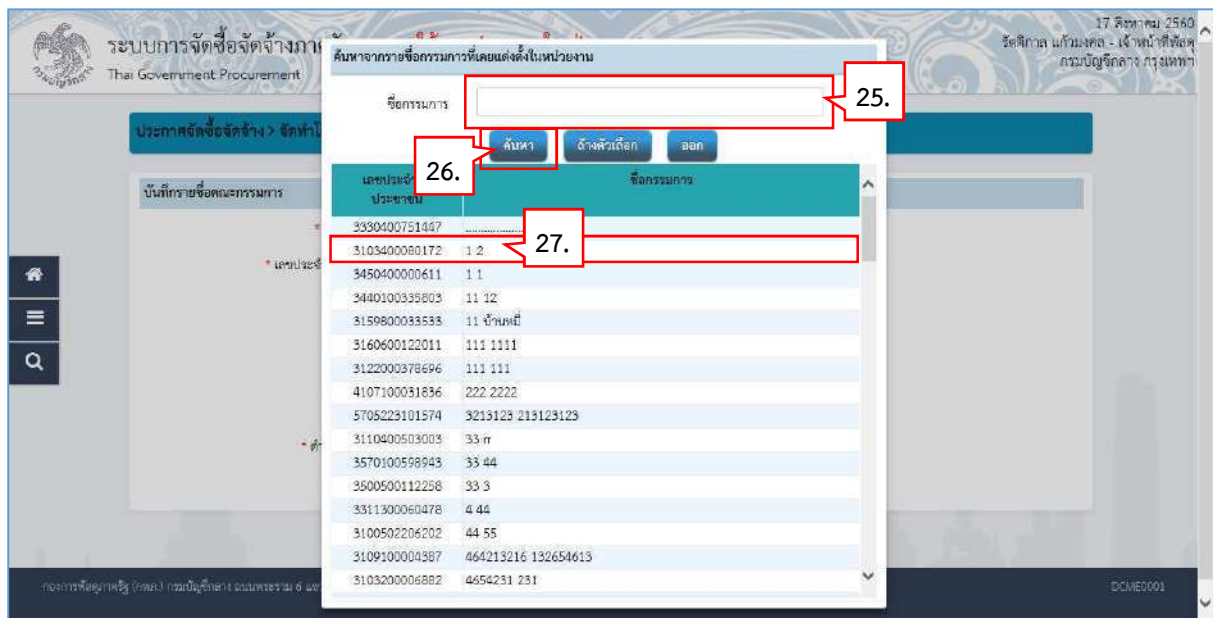 17 สิงหาคม 2560
ระบบการจัดซื้อจัดจ้างภา
รัตติกาล แก้วมงคล - เจ้าหน้าที่พัสดุ
Thai Government Procurement
กรมบัญชีกลาง กรุงเทพฯ
ค้นหาจากรายชื่อกรรมการที่เคยแต่งตั้งในหน่วยงาน
ชื่อกรรมการ
25.
ประกาศจัดซื้อจัดจ้าง > จัดทำ
ค้นหา ล้างตัวเลือก ออก
26.
บันทึกรายชื่อคณะกรรมการ
เลขประจำ
ประชาชน
ชื่อกรรมการ
3330400751447
3103400080172 1 2
27.
* เลขประจำ
3450400000611 1 1
3440100335803 11 12
3159800033533 11 บ้านหมี่
3160600122011 111 1111
3122000378696 111 111
4107100031836 222 2222
5705223101574 3213123 213123123
3110400503003 33 ก
3570100598943 33 44
3500500112258 33 3
3311300060478 4 44
3100502206202 44 55
3109100004387 464213216 132654613
3103200006882 4654231 231
กองการพัสดุภาครัฐ (กพภ.) กรมบัญชีกลาง ถนนพระราม 6
DCME0001